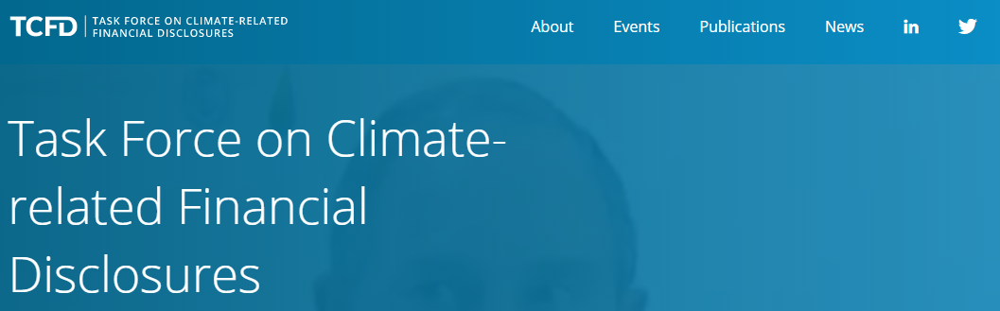 TCFD
TASK FORCE ON CLIMATE-RELATED
FINANCIAL DISCLOSURES
About Events Publications News in
Task Force on Climate-
related Financial
Disclosures